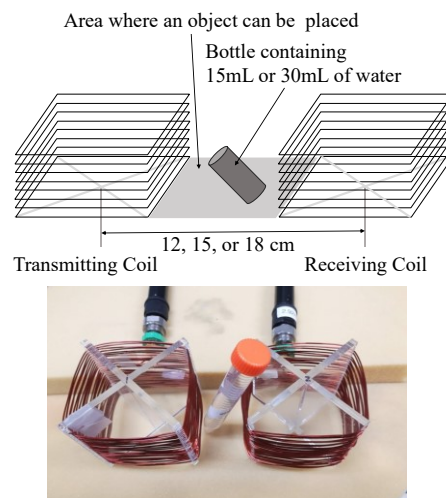 Area where an object can be placed
Bottle containing
15mL or 30mL of water
12, 15, or 18 cm
Transmitting Coil
Receiving Coil